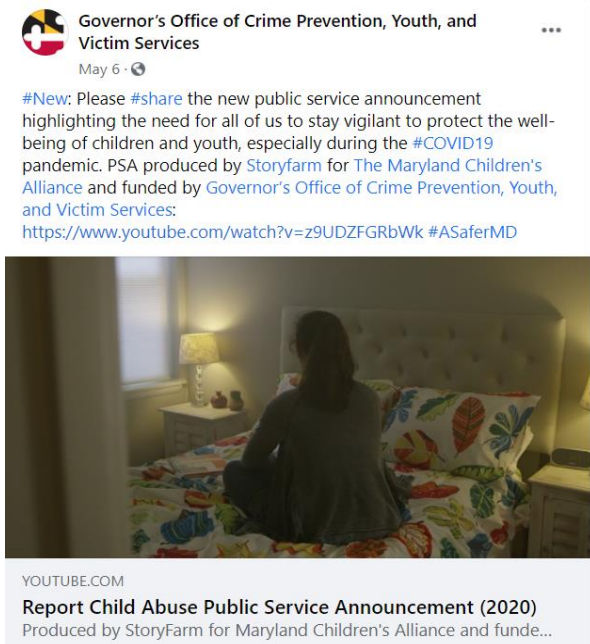 Governor's Office of Crime Prevention, Youth, and
Victim Services
May 6 ·
#New: Please #share the new public service announcement
highlighting the need for all of us to stay vigilant to protect the well-
being of children and youth, especially during the #COVID19
pandemic. PSA produced by Storyfarm for The Maryland Children's
Alliance and funded by Governor's Office of Crime Prevention, Youth,
and Victim Services:
https://www.youtube.com/watch?v=z9UDZFGRbWk #ASaferMD
YOUTUBE.COM
Report Child Abuse Public Service Announcement (2020)
Produced by StoryFarm for Maryland Children's Alliance and funde...